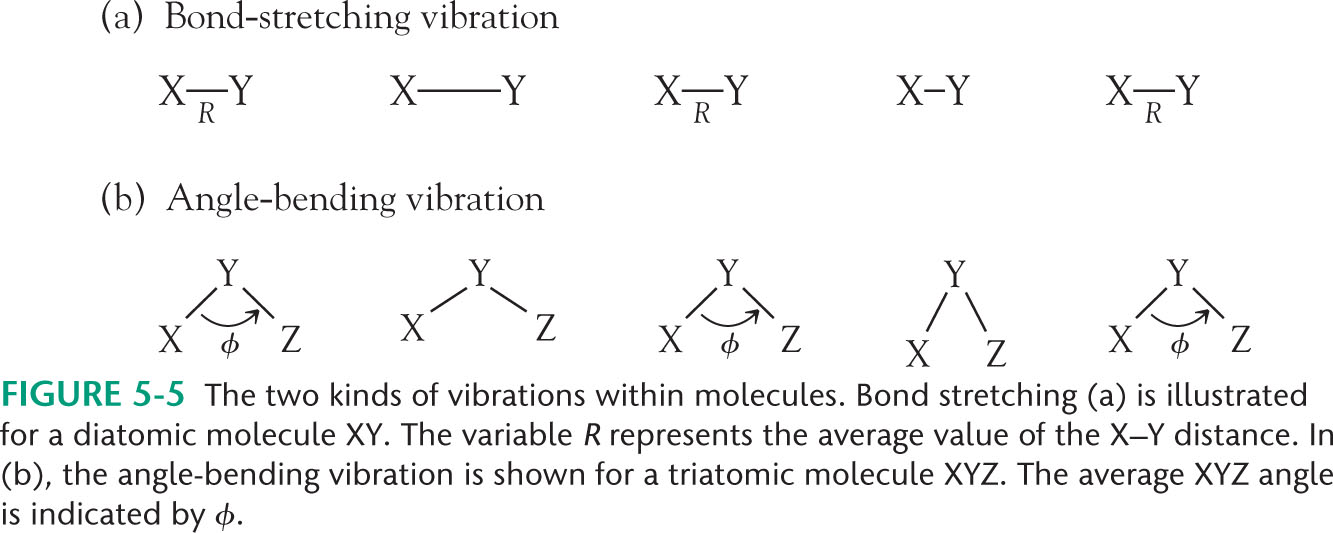 (a) Bond-stretching vibration
X—Y X—Y X—Y X–Y X—Y
R R R
(b) Angle-bending vibration
Y Y Y Y Y
X ϕ Z X Z X ϕ Z X Z X ϕ Z
FIGURE 5-5 The two kinds of vibrations within molecules. Bond stretching (a) is illustrated
for a diatomic molecule XY. The variable R represents the average value of the X—Y distance. In
(b), the angle-bending vibration is shown for a triatomic molecule XYZ. The average XYZ angle
is indicated by ϕ.